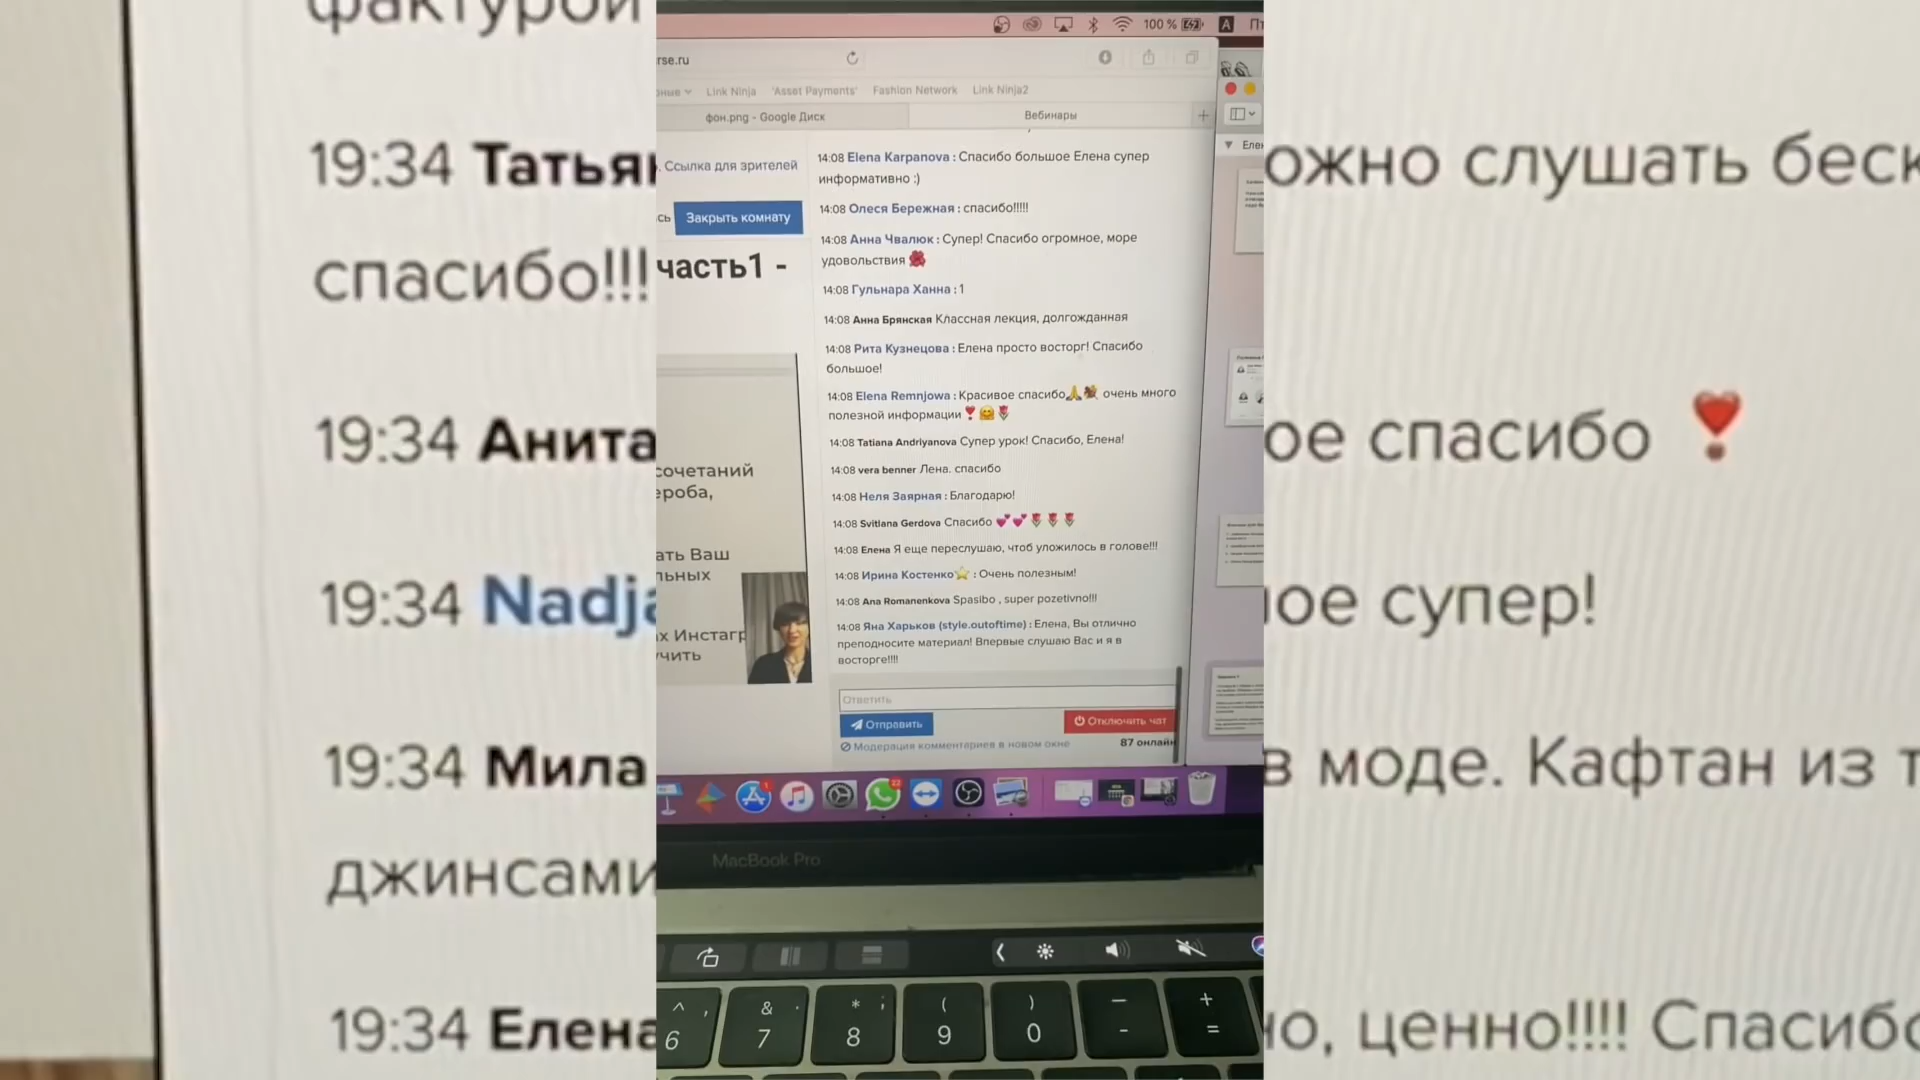 фактурой
19:34 Татья
спасибо!!!
19:34 Анита
19:34 Nadja
19:34 Мила
джинсами
19:34 Елена
100 %
A
rse.ru
Link Ninja
'Asset Payments'
Fashion Network
Link Ninja2
фон.png - Google Диск
Вебинары
Ссылка для зрителей
Закрыть комнату
часть1 -
сочетаний
ероба,
ать Ваш
льных
х Инстагр
учить
14:08 Elena Karpanova : Спасибо большое Елена супер
информативно :)
14:08 Олеся Бережная : спасибо!!!!!
14:08 Анна Чвалюк : Супер! Спасибо огромное, море
удовольствия 🌺
14:08 Гульнара Ханна : 1
14:08 Анна Брянская Классная лекция, долгожданная
14:08 Рита Кузнецова : Елена просто восторг! Спасибо
большое!
14:08 Elena Remnjowa : Красивое спасибо🙏💐 очень много
полезной информации❣️🤗🌷
14:08 Tatiana Andriyanova Супер урок! Спасибо, Елена!
14:08 vera benner Лена. спасибо
14:08 Неля Заярная : Благодарю!
14:08 Svitlana Gerdova Спасибо 💕💕🌷🌷🌷
14:08 Елена Я еще переслушаю, чтоб уложилось в голове!!!
14:08 Ирина Костенко⭐ : Очень полезным!
14:08 Ana Romanenkova Spasibo , super pozetivno!!!
14:08 Яна Харьков (style.outoftime) : Елена, Вы отлично
преподносите материал! Впервые слушаю Вас и я в
восторге!!!!
Ответить
Отправить
Отключить чат
Модерация комментариев в новом окне
87 онлайн
MacBook Pro
^ & * ( ) — +
6 7 8 9 0 - =
ожно слушать беск
ое спасибо ❣️
ое супер!
в моде. Кафтан из т
но, ценно!!!! Спасибо